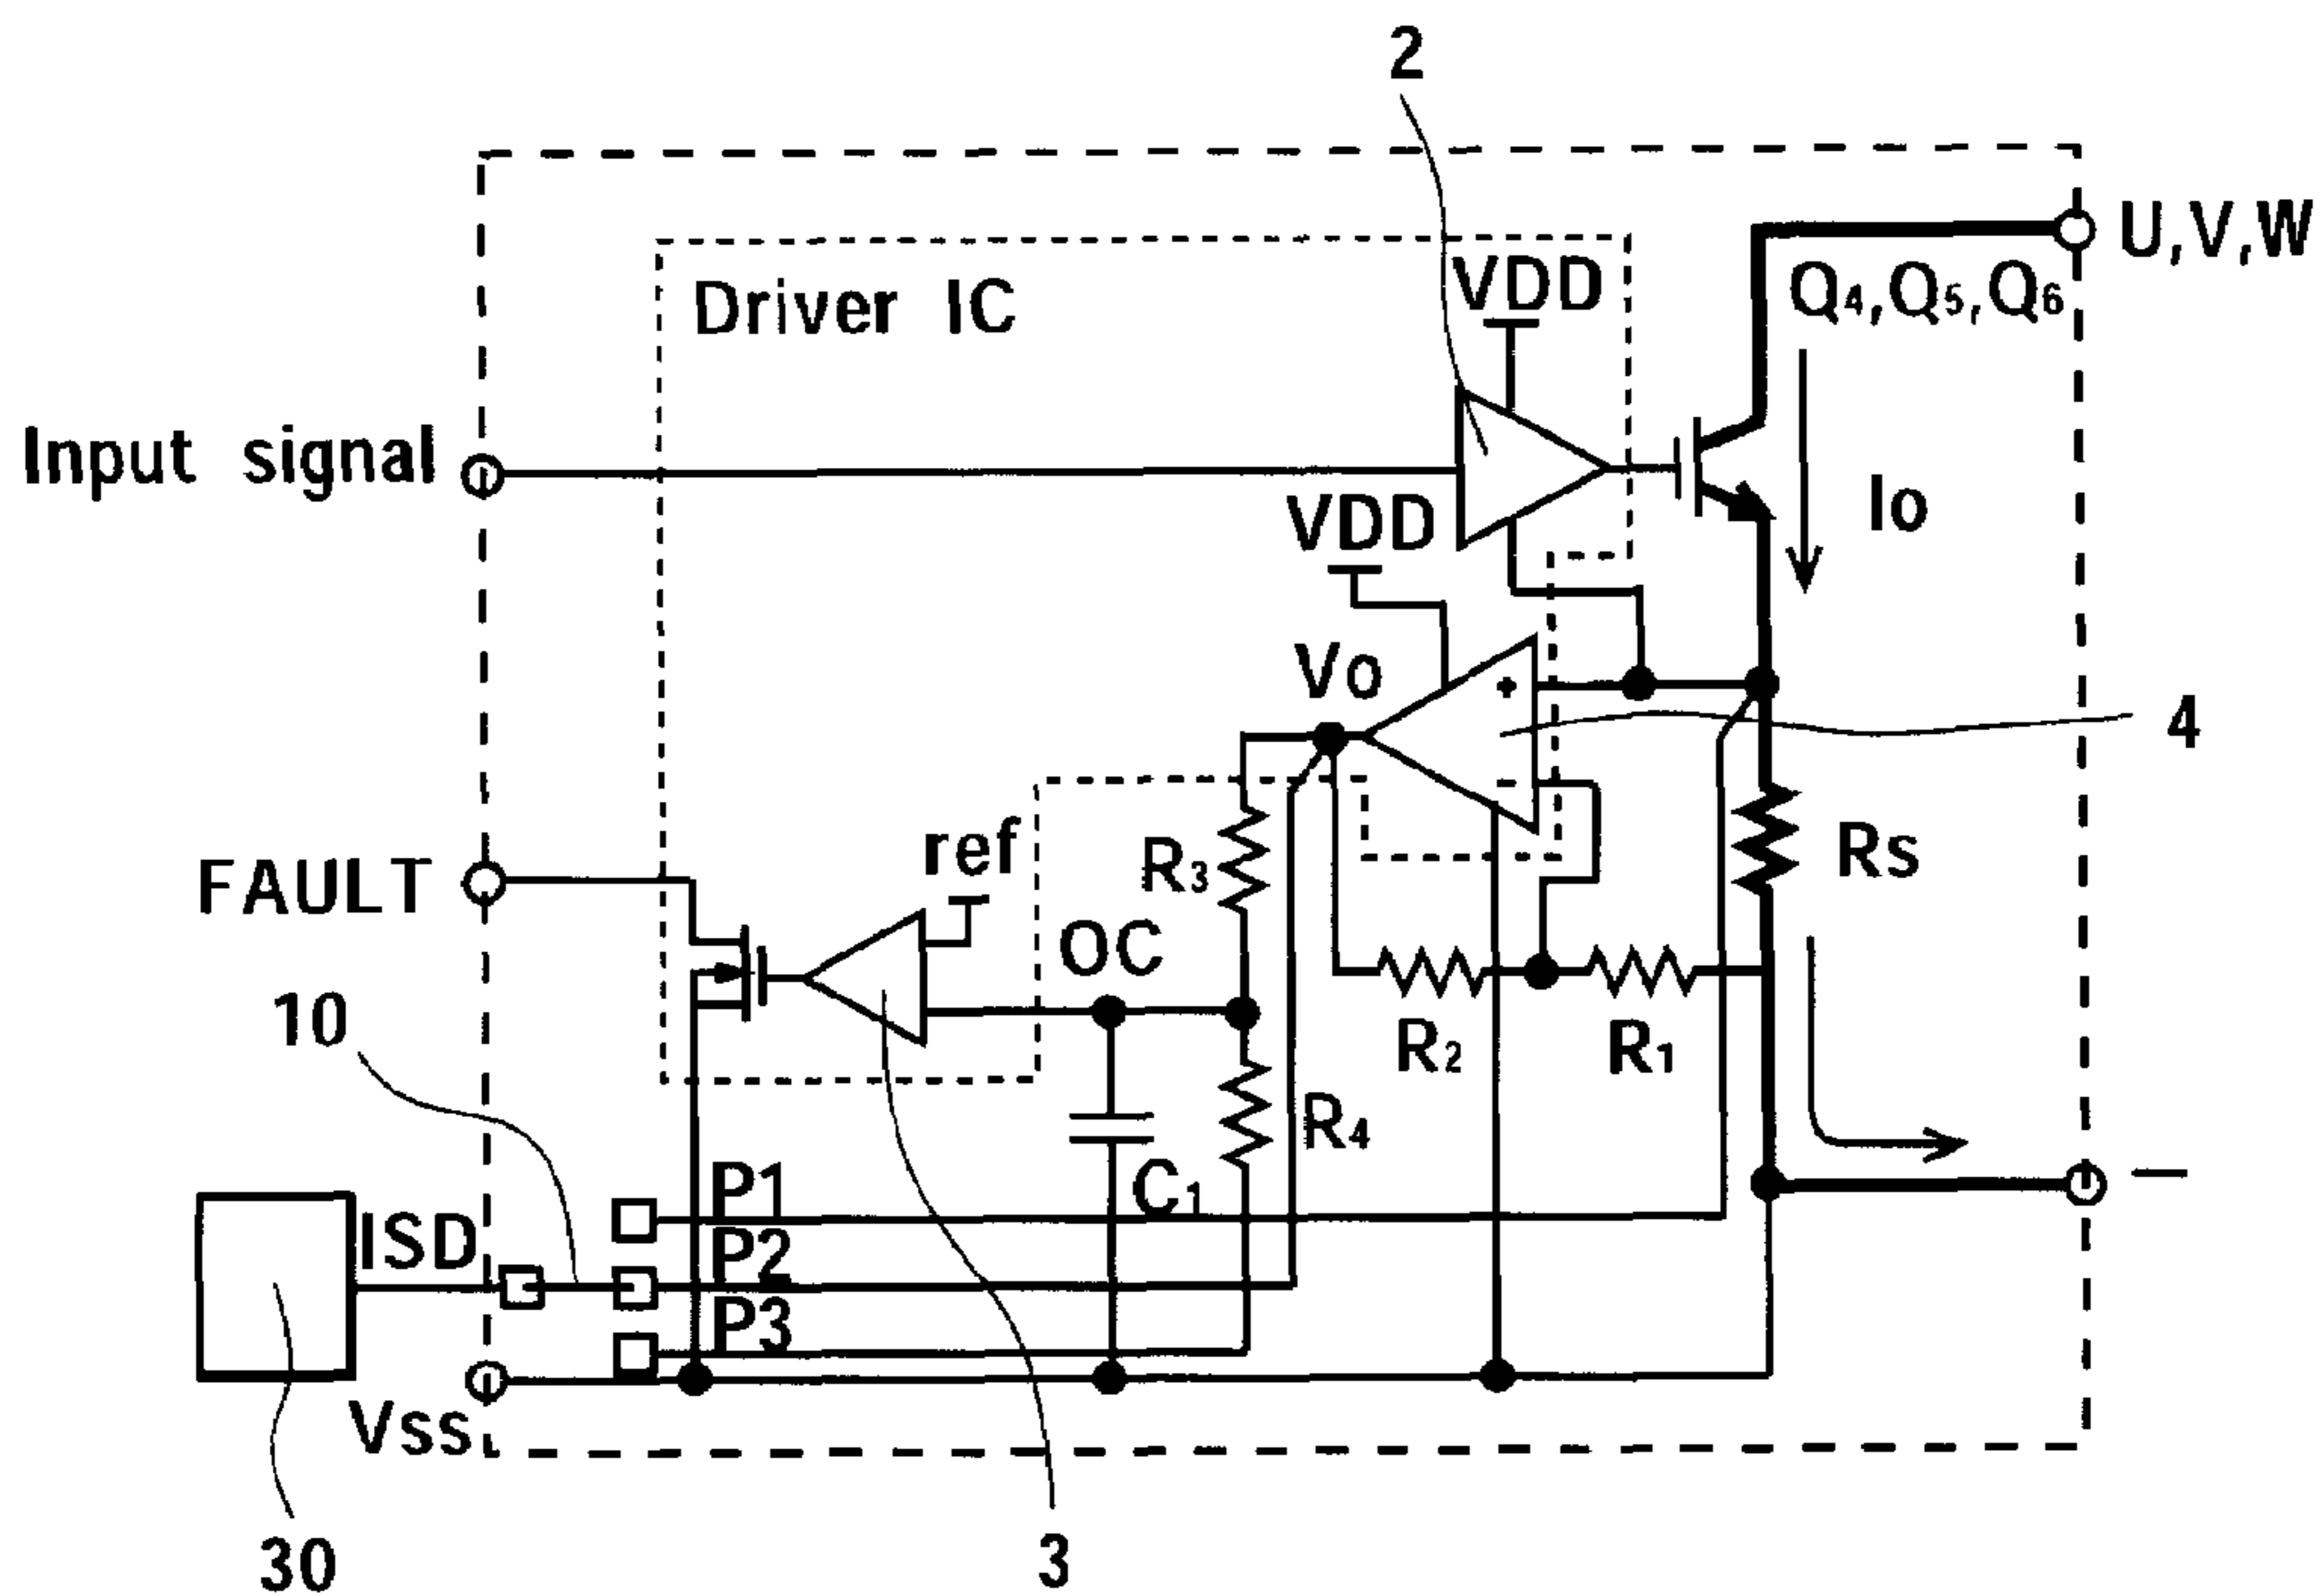 2
U,V,W
Driver IC
VDD
Q4,Q5,Q6
Input signal
VDD
Io
Vo
+
4
-
ref
R3
Rs
FAULT
OC
10
R2
R1
R4
P1
C1
ISD
P2
P3
Vss
30
3
—